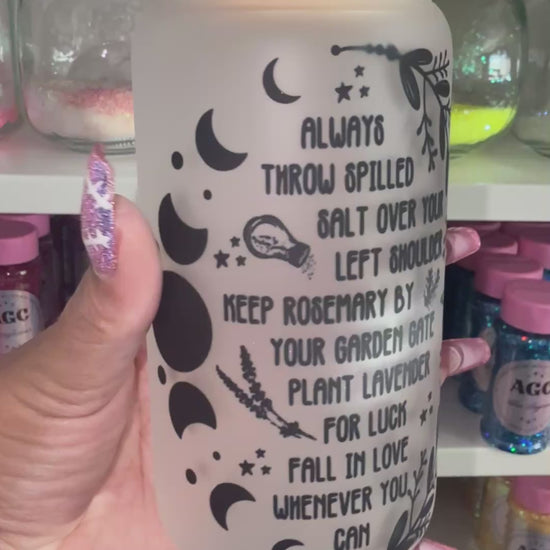 ALWAYS
THROW SPILLED
SALT OVER YOUR
LEFT SHOULDER
KEEP ROSEMARY BY
YOUR GARDEN GATE
PLANT LAVENDER
FOR LUCK
FALL IN LOVE
WHENEVER YOU
CAN
AGC
AGC